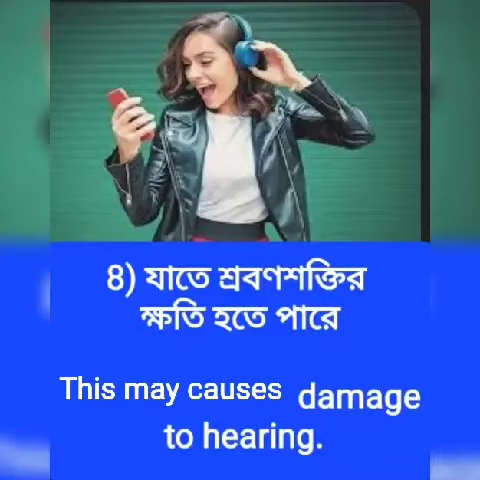 8) যাতে শ্রবণশক্তির
ক্ষতি হতে পারে
This may causes damage
to hearing.